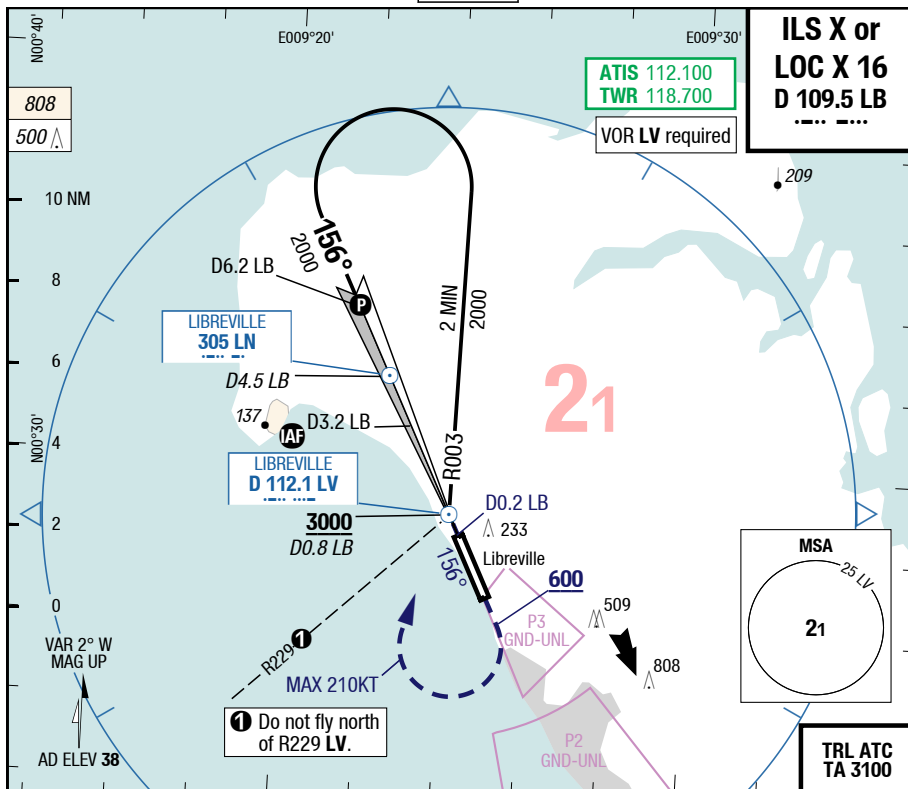 N00°40'
E009°20'
E009°30'
ILS X or
LOC X 16
D 109.5 LB
ATIS 112.100
TWR 118.700
VOR LV required
808
500
209
10 NM
8
6
4
2
0
N00°30'
156°
2000
D6.2 LB
P
2 MIN
2000
LIBREVILLE
305 LN
D4.5 LB
21
137
IAF
D3.2 LB
R003
LIBREVILLE
D 112.1 LV
3000
D0.8 LB
D0.2 LB
233
Libreville
156°
600
MSA
25 LV
21
P3
GND-UNL
509
808
1
R229
MAX 210KT
VAR 2° W
MAG UP
AD ELEV 38
1 Do not fly north
of R229 LV.
P2
GND-UNL
TRL ATC
TA 3100